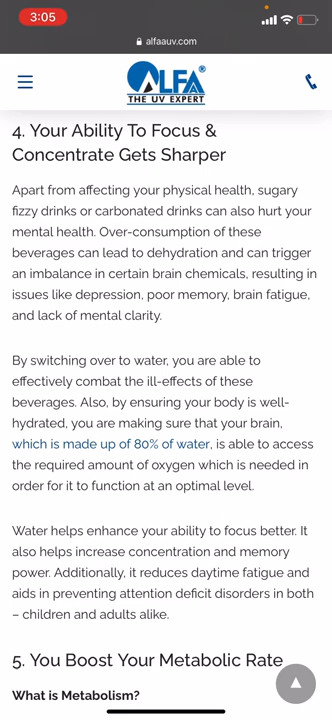 3:05
alfaauv.com
ALFA®
THE UV EXPERT
4. Your Ability To Focus &
Concentrate Gets Sharper
Apart from affecting your physical health, sugary
fizzy drinks or carbonated drinks can also hurt your
mental health. Over-consumption of these
beverages can lead to dehydration and can trigger
an imbalance in certain brain chemicals, resulting in
issues like depression, poor memory, brain fatigue,
and lack of mental clarity.
By switching over to water, you are able to
effectively combat the ill-effects of these
beverages. Also, by ensuring your body is well-
hydrated, you are making sure that your brain,
which is made up of 80% of water, is able to access
the required amount of oxygen which is needed in
order for it to function at an optimal level.
Water helps enhance your ability to focus better. It
also helps increase concentration and memory
power. Additionally, it reduces daytime fatigue and
aids in preventing attention deficit disorders in both
– children and adults alike.
5. You Boost Your Metabolic Rate
What is Metabolism?